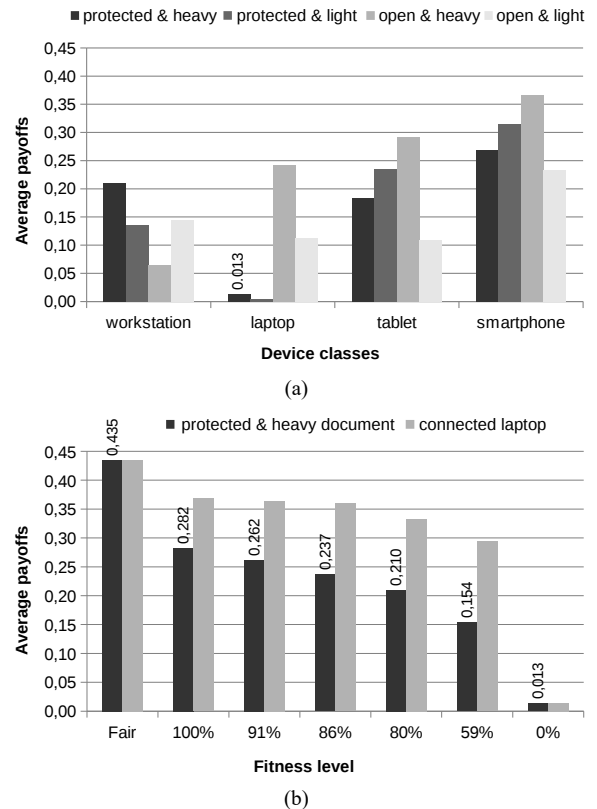 protected & heavy protected & light open & heavy open & light
0,45
0,40
0,35
0,30
0,25
0,20
0,15
0,10
0,05
0,00
Average payoffs
0.013
workstation laptop tablet smartphone
Device classes
(a)
protected & heavy document connected laptop
0,45
0,40
0,35
0,30
0,25
0,20
0,15
0,10
0,05
0,00
Average payoffs
0,435
0,282
0,262
0,237
0,210
0,154
0,013
Fair 100% 91% 86% 80% 59% 0%
Fitness level
(b)